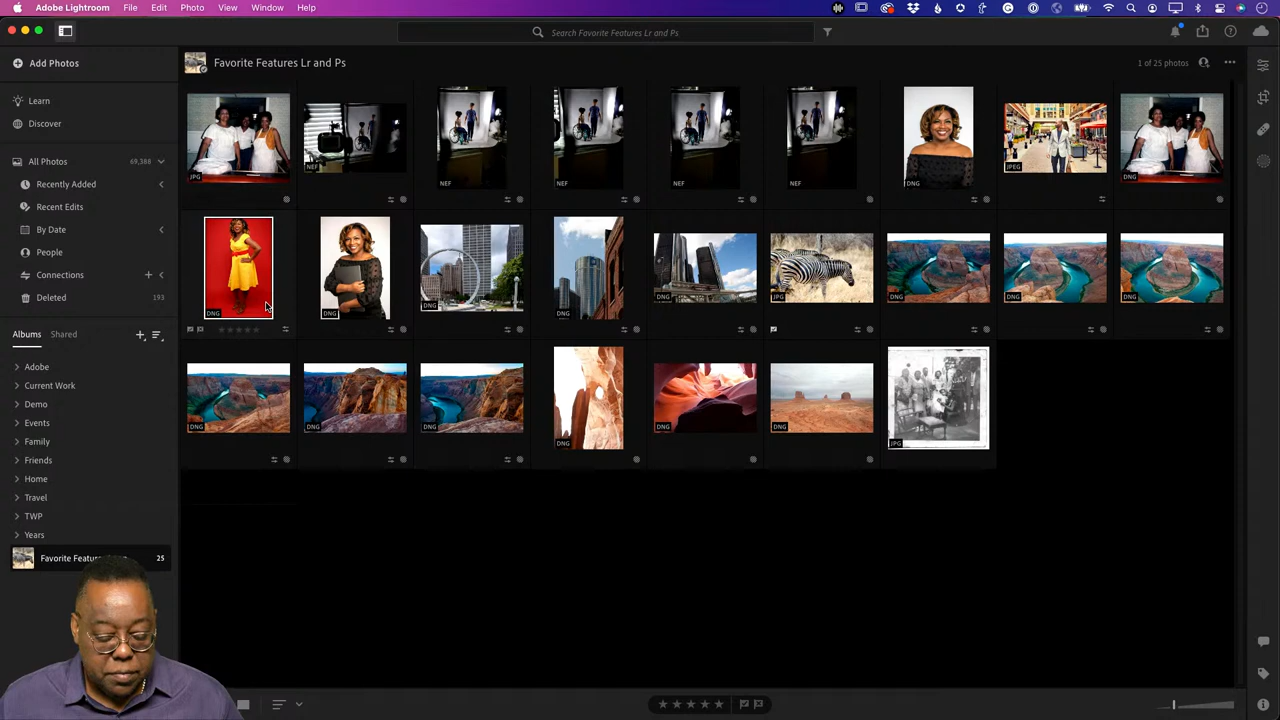 Adobe Lightroom File Edit Photo View Window Help
Search Favorite Features Lr and Ps
Add Photos
Favorite Features Lr and Ps
1 of 25 photos
Learn
Discover
All Photos 69,388
Recently Added
Recent Edits
By Date
People
Connections
Deleted 193
Albums Shared
Adobe
Current Work
Demo
Events
Family
Friends
Home
Travel
TWP
Years
Favorite Featu 25
JPG NEF NEF NEF NEF NEF DNG JPEG DNG
DNG DNG DNG DNG DNG JPG DNG DNG DNG
DNG DNG DNG DNG DNG DNG JPG